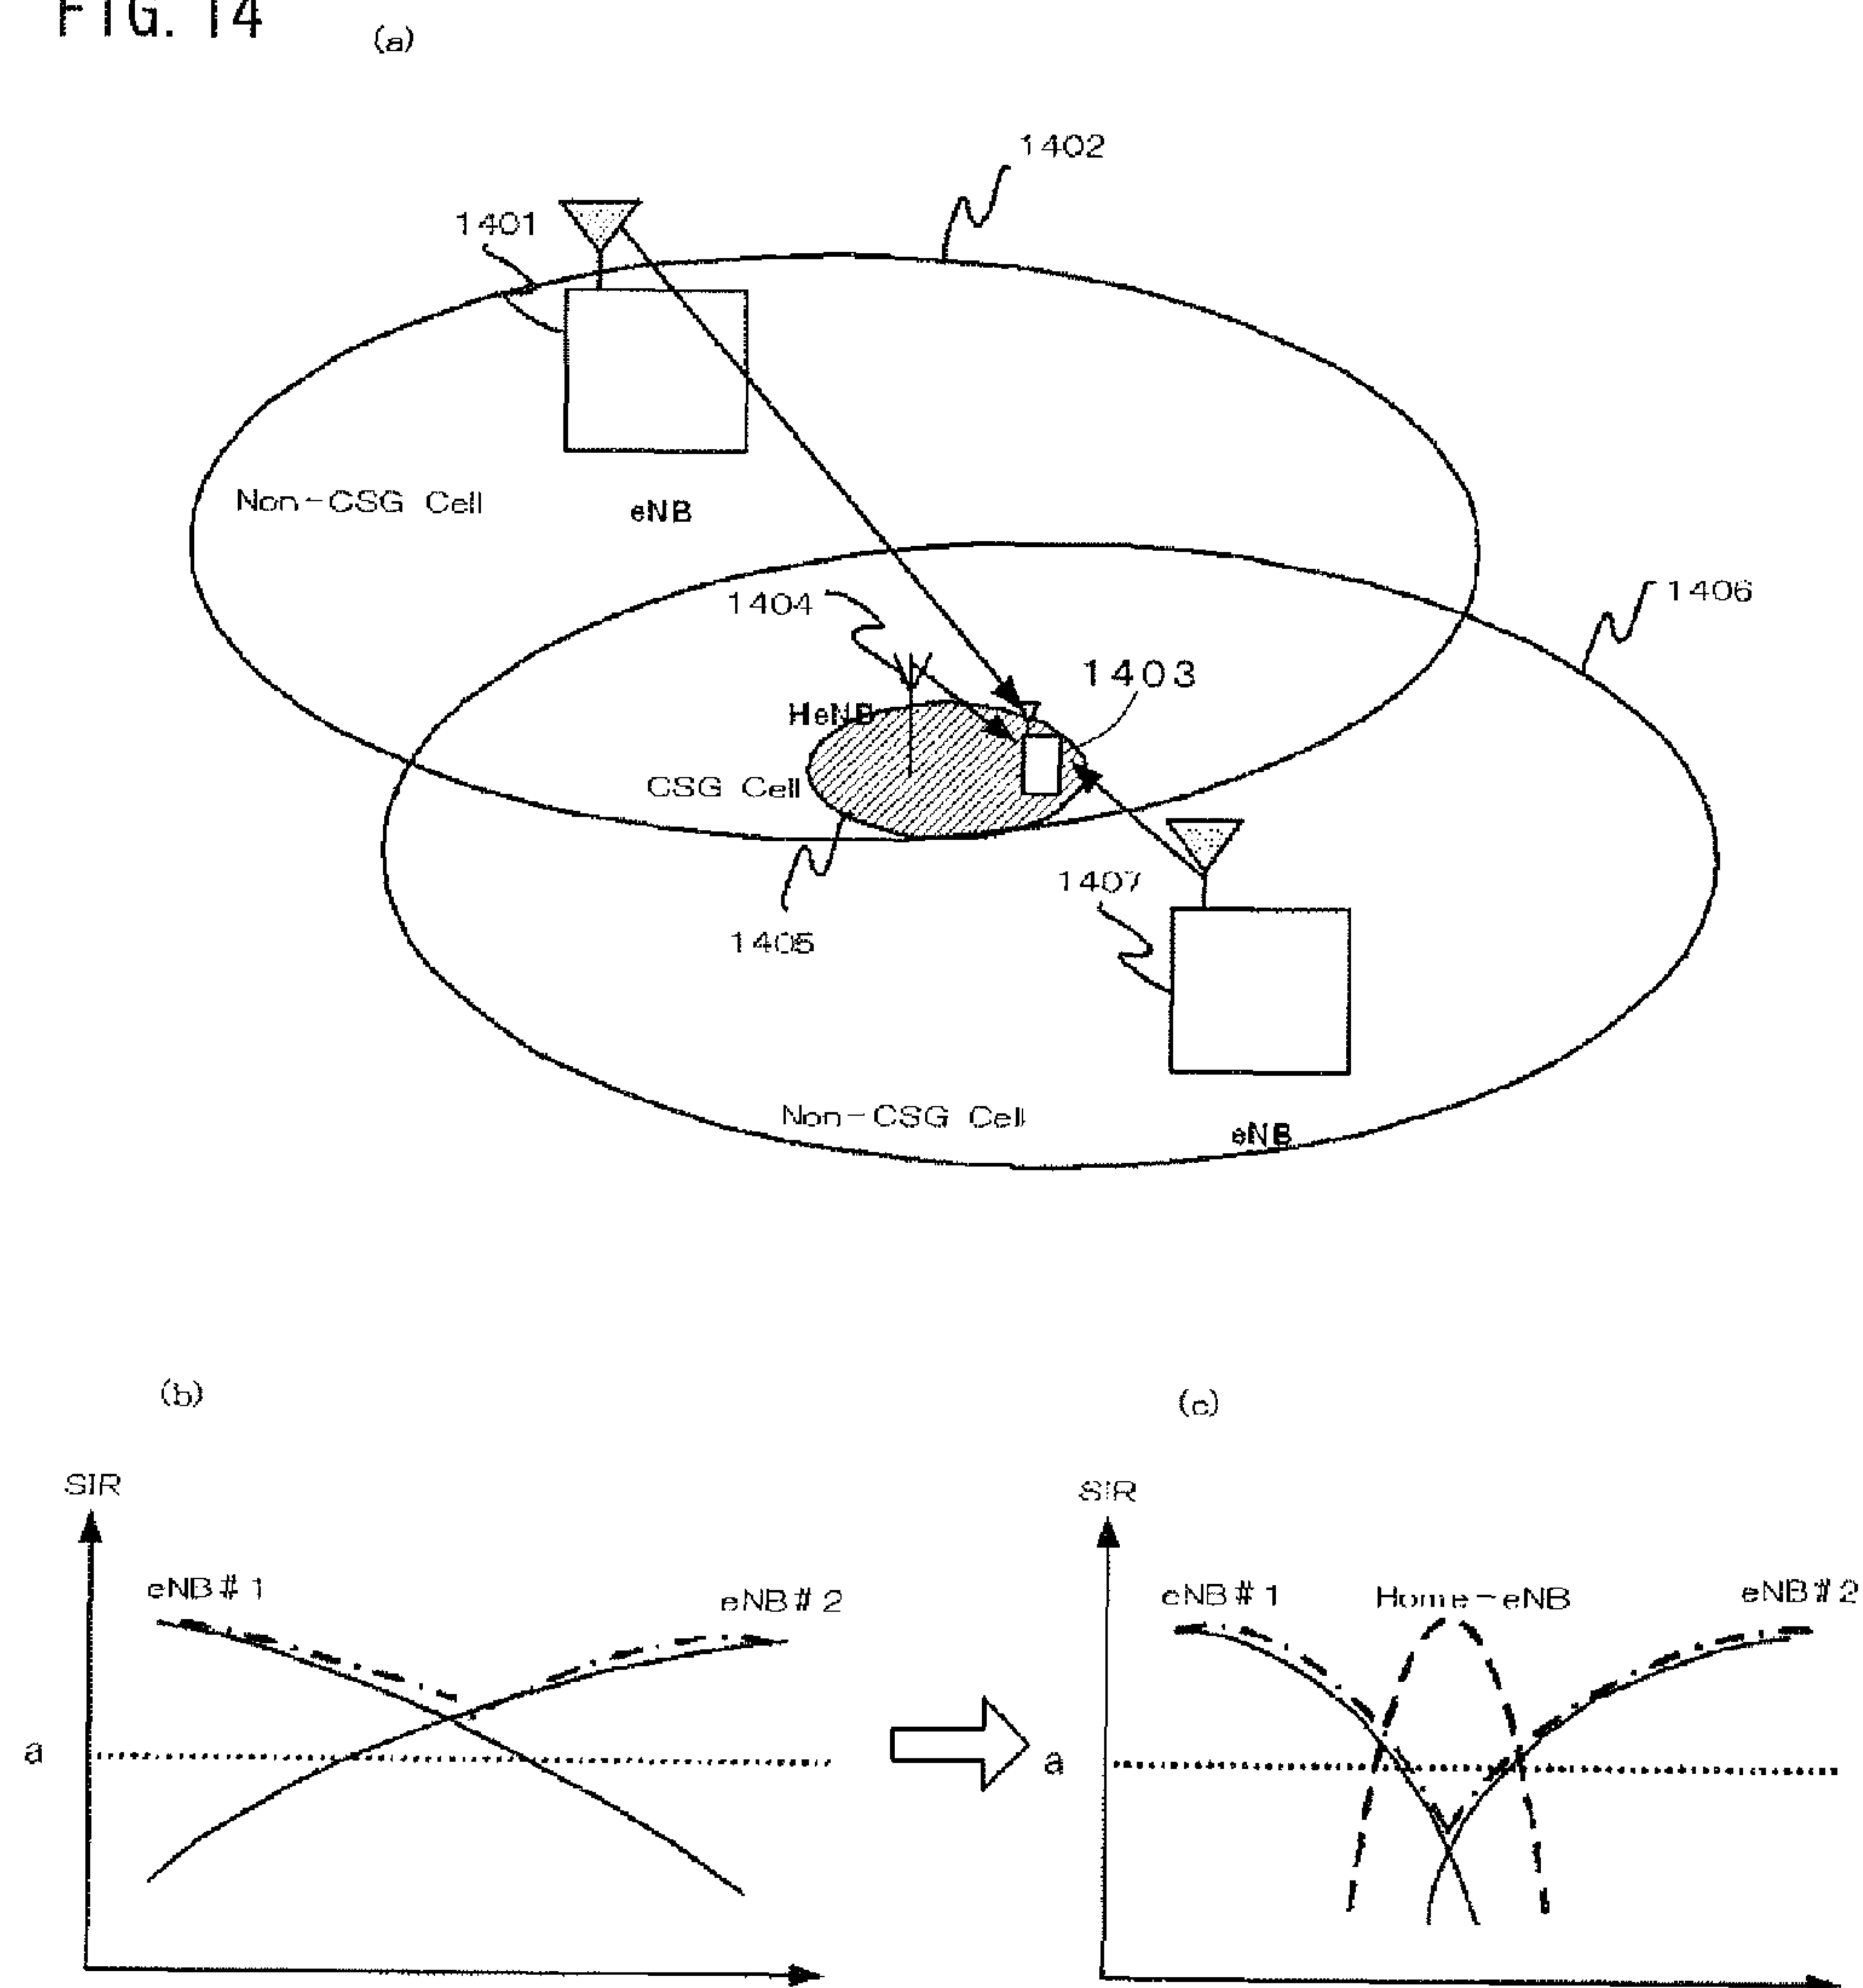 FIG. 14
(a)
1402
1401
Non-CSG Cell
eNB
1406
1404
1403
HeNB
CSG Cell
1407
1405
Non-CSG Cell
eNB
(b)
(c)
SIR
SIR
eNB#1
eNB#2
eNB#1
Home-eNB
eNB#2
a
a